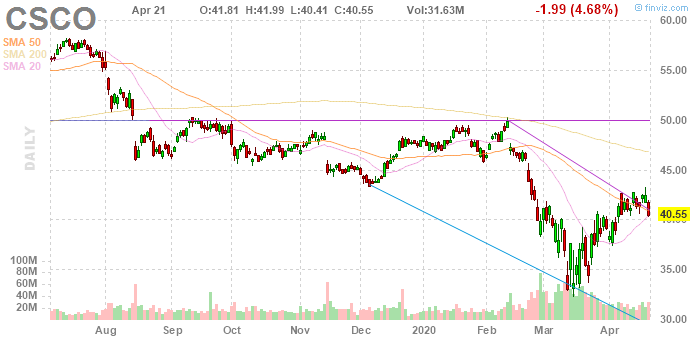 CSCO
Apr 21 O:41.81 H:41.99 L:40.41 C:40.55 Vol:31.63M -1.99 (4.68%)
© finviz.com
SMA 50
SMA 200
SMA 20
DAILY
60.00
55.00
50.00
45.00
40.55
35.00
30.00
100M
80M
60M
40M
20M
Aug Sep Oct Nov Dec 2020 Feb Mar Apr